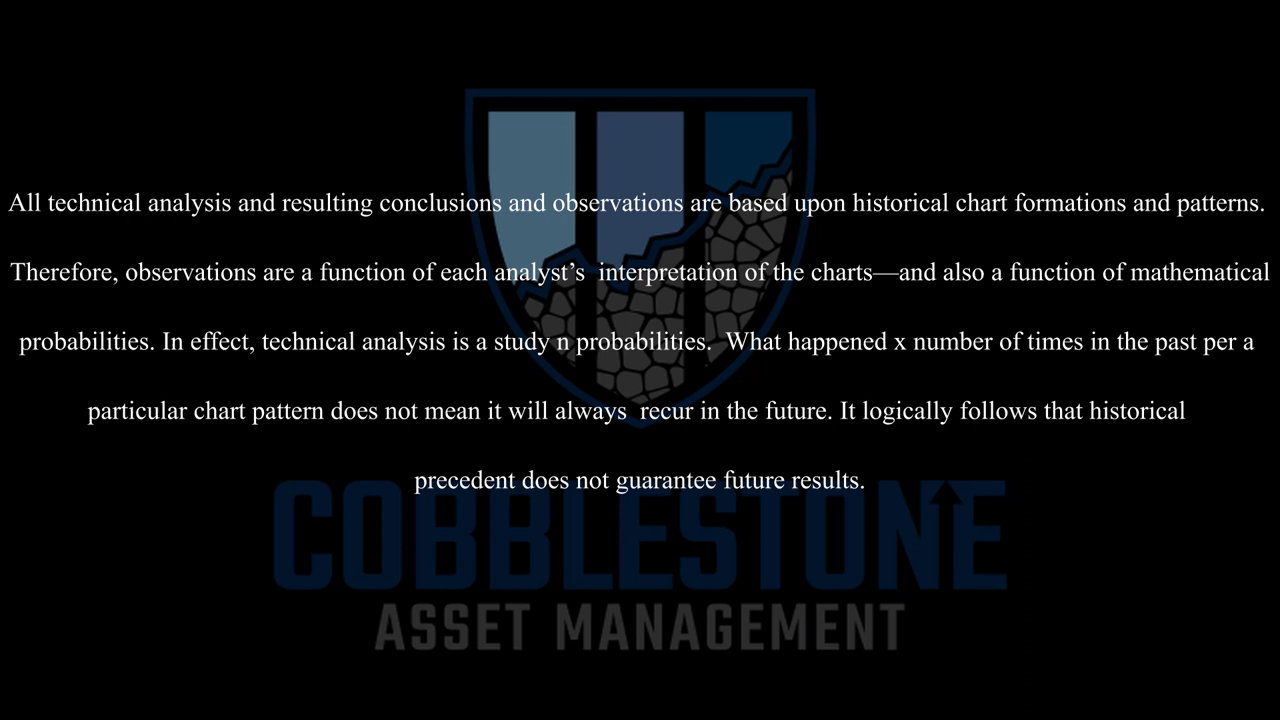 All technical analysis and resulting conclusions and observations are based upon historical chart formations and patterns.
Therefore, observations are a function of each analyst’s  interpretation of the charts—and also a function of mathematical
probabilities. In effect, technical analysis is a study n probabilities.  What happened x number of times in the past per a
particular chart pattern does not mean it will always  recur in the future. It logically follows that historical
precedent does not guarantee future results.
COBBLESTONE
ASSET MANAGEMENT